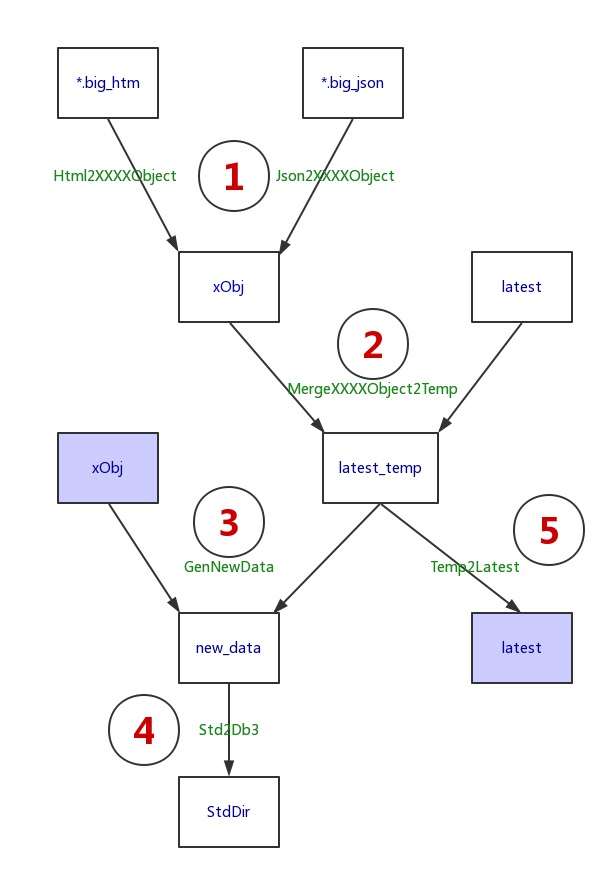 *.big_htm
*.big_json
Html2XXXXObject
1
Json2XXXXObject
xObj
latest
2
MergeXXXXObject2Temp
xObj
latest_temp
3
5
GenNewData
Temp2Latest
new_data
latest
4
Std2Db3
StdDir